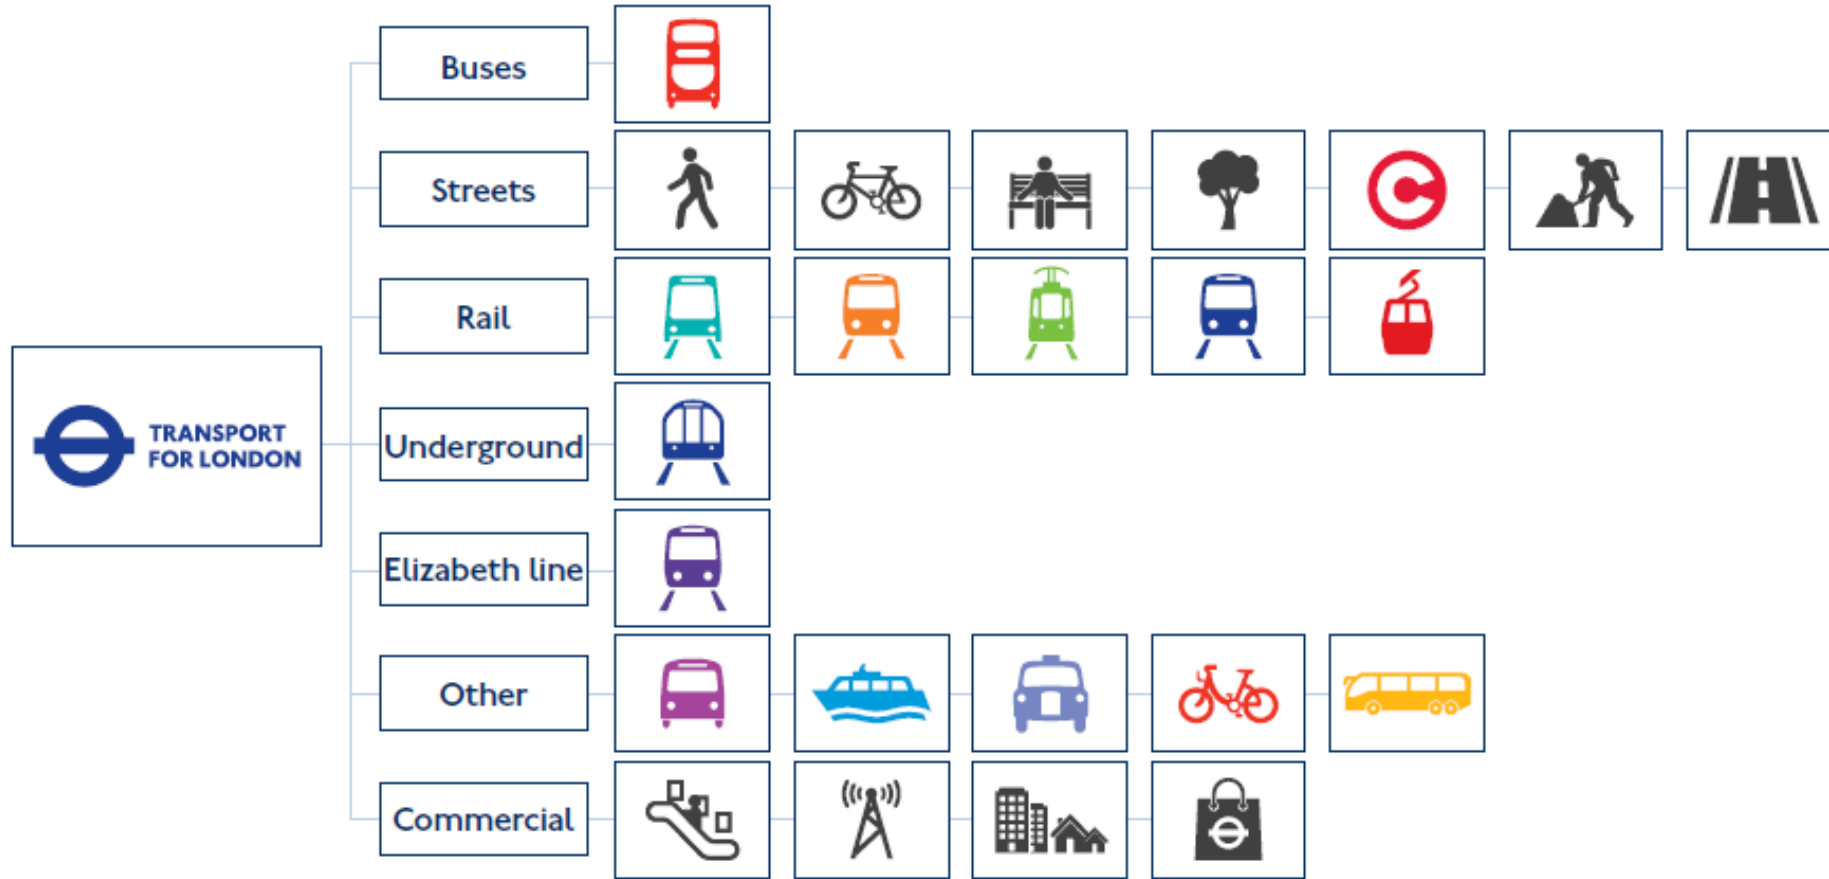 Buses
Streets
Rail
TRANSPORT
FOR LONDON
Underground
Elizabeth line
Other
Commercial